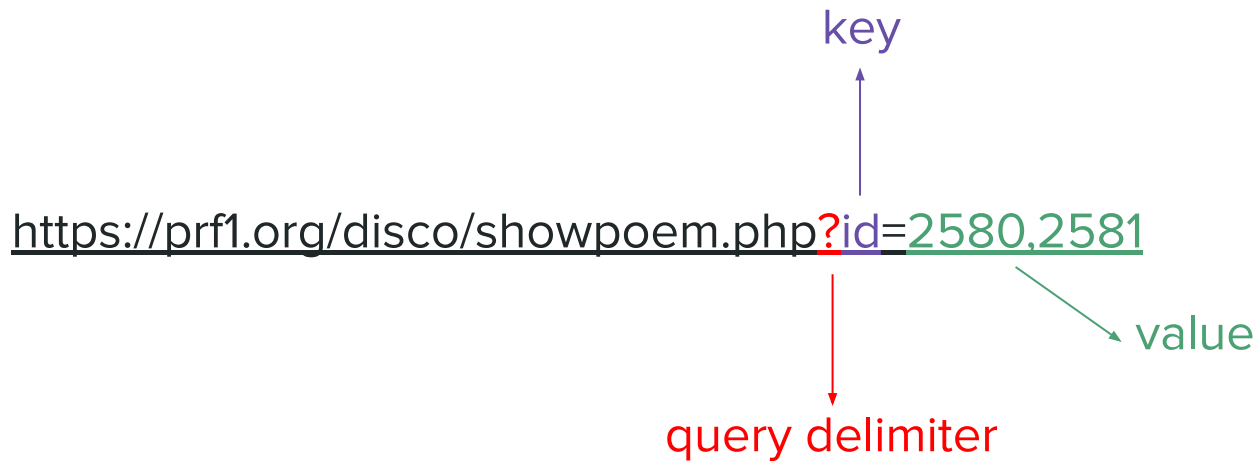 key
https://prf1.org/disco/showpoem.php?id=2580,2581
value
query delimiter